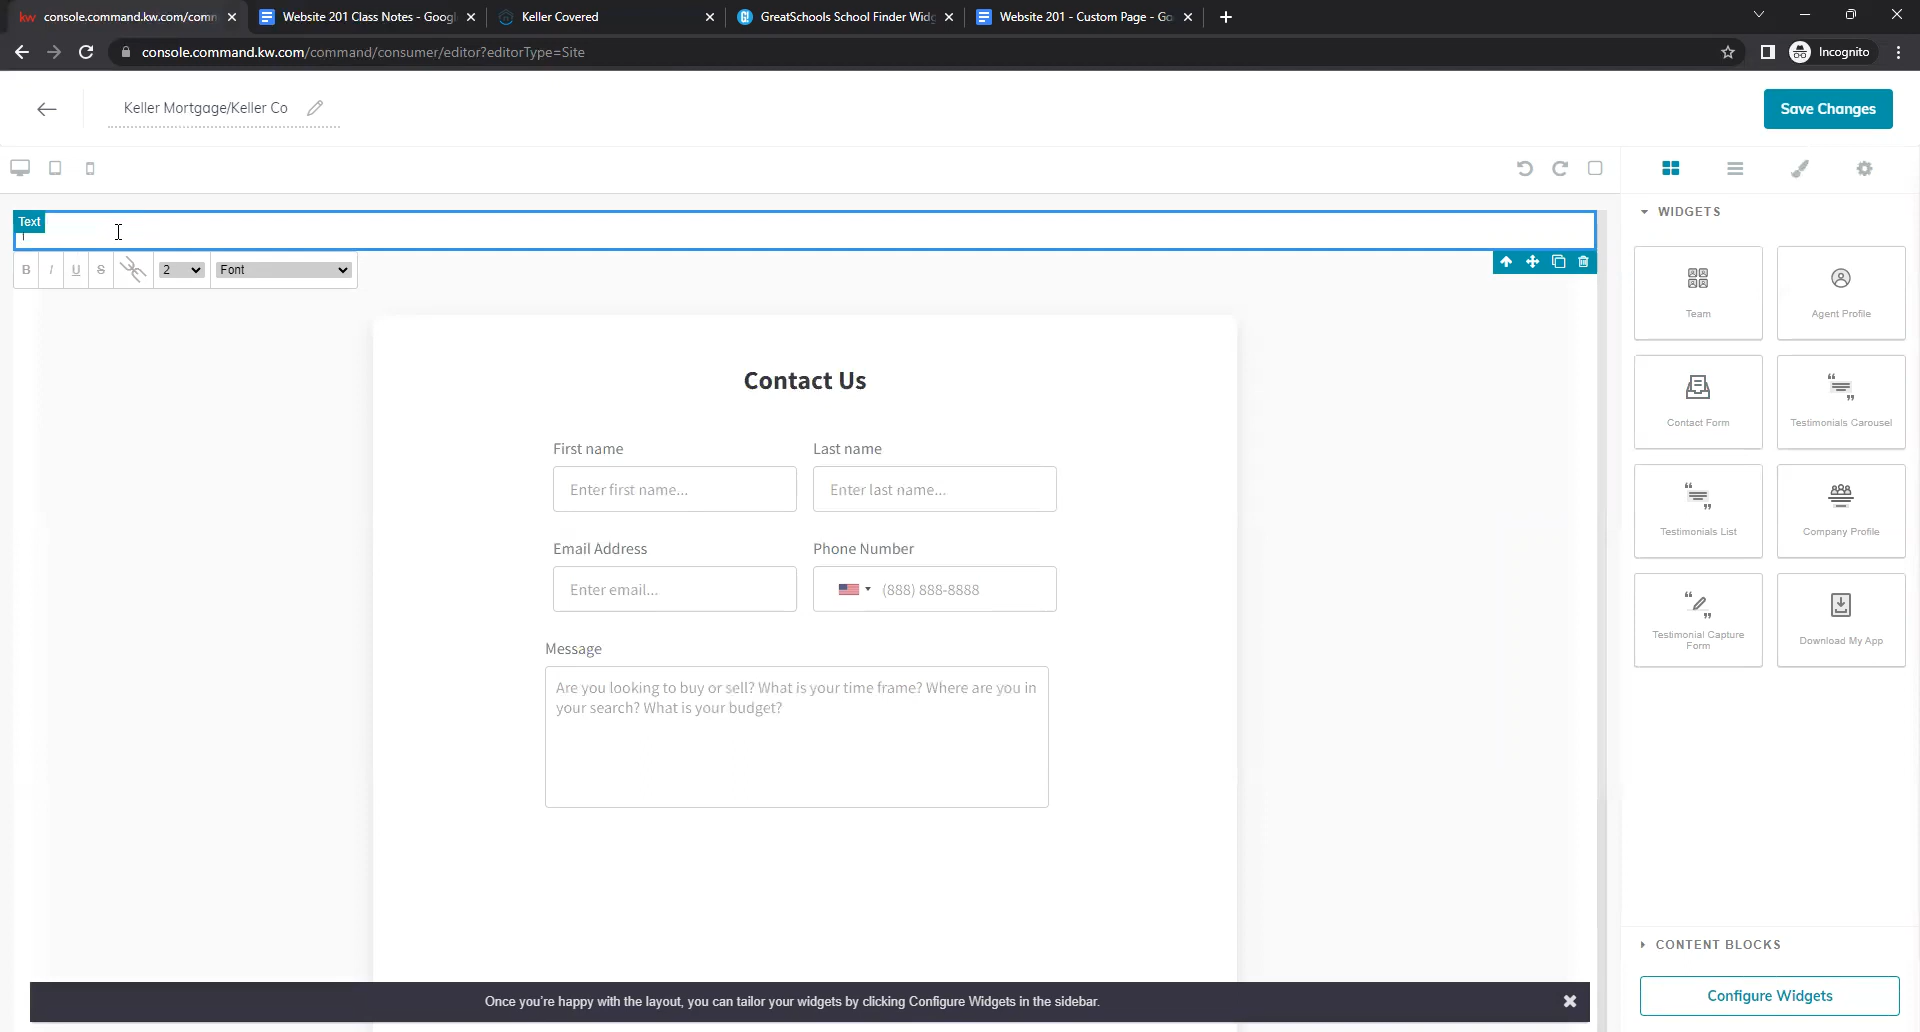 kw console.command.kw.com/comm
Website 201 Class Notes - Googl
Keller Covered
GreatSchools School Finder Widg
Website 201 - Custom Page - Go
console.command.kw.com/command/consumer/editor?editorType=Site
Incognito
Keller Mortgage/Keller Co
Save Changes
Text
B I U S 2 Font
WIDGETS
Team
Agent Profile
Contact Form
Testimonials Carousel
Testimonials List
Company Profile
Testimonial Capture
Form
Download My App
CONTENT BLOCKS
Configure Widgets
Contact Us
First name
Last name
Enter first name...
Enter last name...
Email Address
Phone Number
Enter email...
(888) 888-8888
Message
Are you looking to buy or sell? What is your time frame? Where are you in
your search? What is your budget?
Once you're happy with the layout, you can tailor your widgets by clicking Configure Widgets in the sidebar.